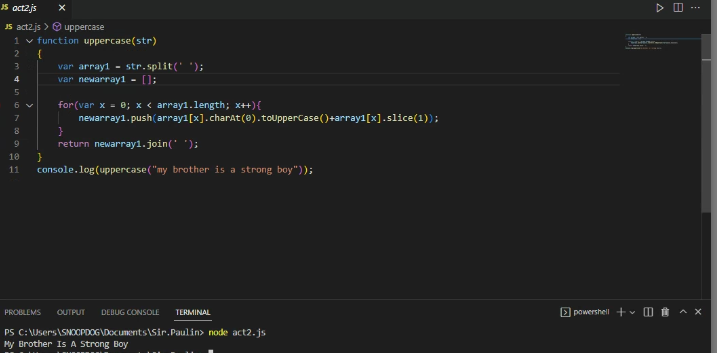 JS act2.js ×
JS act2.js > uppercase
1 function uppercase(str)
2 {
3 var array1 = str.split(' ');
4 var newarray1 = [];
5
6 for(var x = 0; x < array1.length; x++){
7 newarray1.push(array1[x].charAt(0).toUpperCase()+array1[x].slice(1));
8 }
9 return newarray1.join(' ');
10 }
11 console.log(uppercase("my brother is a strong boy"));
PROBLEMS OUTPUT DEBUG CONSOLE TERMINAL powershell
PS C:\Users\SNOOPDOG\Documents\Sir.Paulin> node act2.js
My Brother Is A Strong Boy